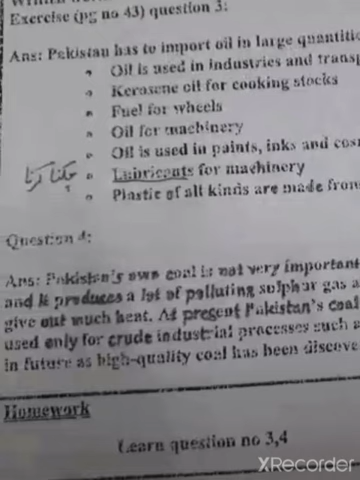 Exercise (pg no 43) question 3:
Ans: Pakistan has to import oil in large
Oil is used in industries and
Kerosene oil for cooking stocks
Fuel for wheels
Oil for machinery
Oil is used in paints, inks and
چکنا کرنا Lubricants for machinery
Plastic of all kinds are made from
Question 4:
Ans: Pakistan's own coal is not very important
and it produces a lot of polluting sulphur gas a
give out much heat. At present Pakistan's coal
used only for crude industrial processes such a
in future as high-quality coal has been
Homework
Learn question no 3,4
XRecorder